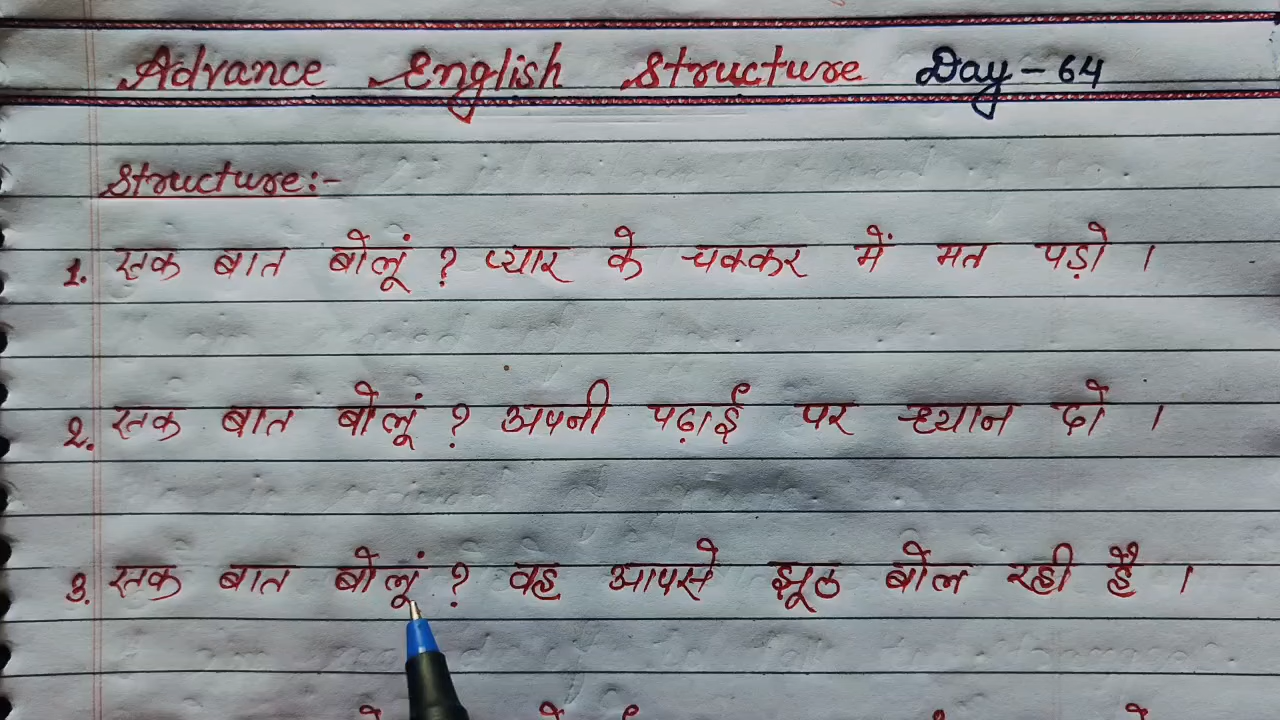 Advance English Structure Day-64
Structure:-
1. एक बात बोलूं ? प्यार के चक्कर में मत पड़ो ।
2. एक बात बोलूं ? अपनी पढ़ाई पर ध्यान दो ।
3. एक बात बोलूं ? वह आपसे झूठ बोल रही है ।